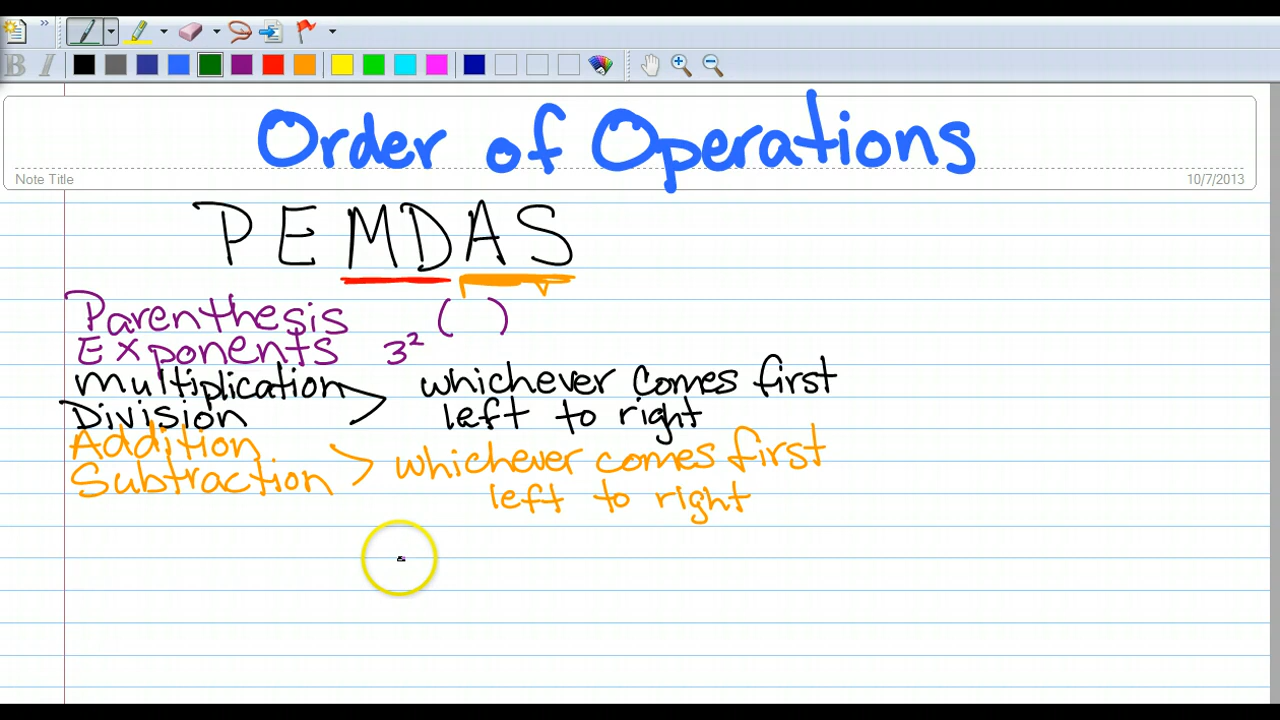 B I
Order of Operations
Note Title 10/7/2013
PEMDAS
Parenthesis ( )
Exponents 3²
multiplication > whichever comes first
Division left to right
Addition > whichever comes first
Subtraction left to right